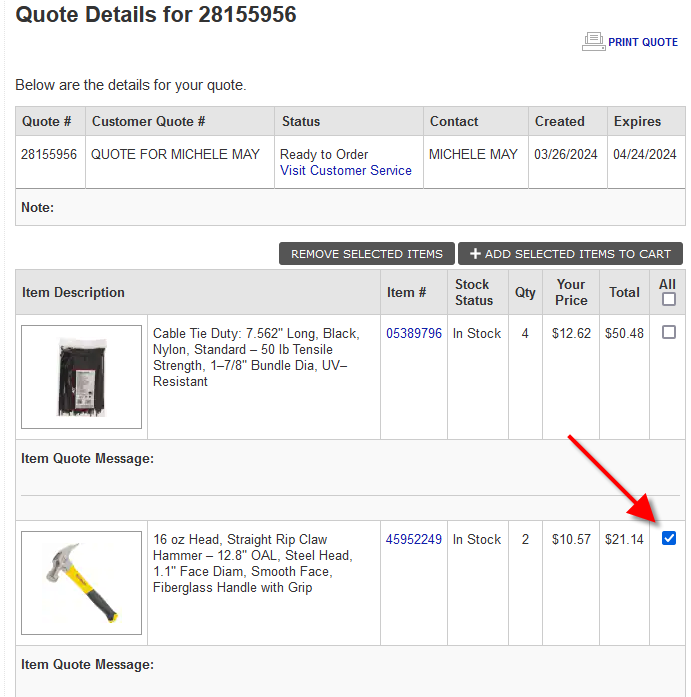 Quote Details for 28155956
PRINT QUOTE
Below are the details for your quote.
Quote # Customer Quote # Status Contact Created Expires
28155956 QUOTE FOR MICHELE MAY Ready to Order MICHELE MAY 03/26/2024 04/24/2024
Visit Customer Service
Note:
REMOVE SELECTED ITEMS + ADD SELECTED ITEMS TO CART
Item Description Item # Stock Status Qty Your Price Total All
Cable Tie Duty: 7.562" Long, Black, 05389796 In Stock 4 $12.62 $50.48
Nylon, Standard – 50 lb Tensile
Strength, 1–7/8" Bundle Dia, UV–
Resistant
Item Quote Message:
16 oz Head, Straight Rip Claw 45952249 In Stock 2 $10.57 $21.14
Hammer – 12.8" OAL, Steel Head,
1.1" Face Diam, Smooth Face,
Fiberglass Handle with Grip
Item Quote Message: